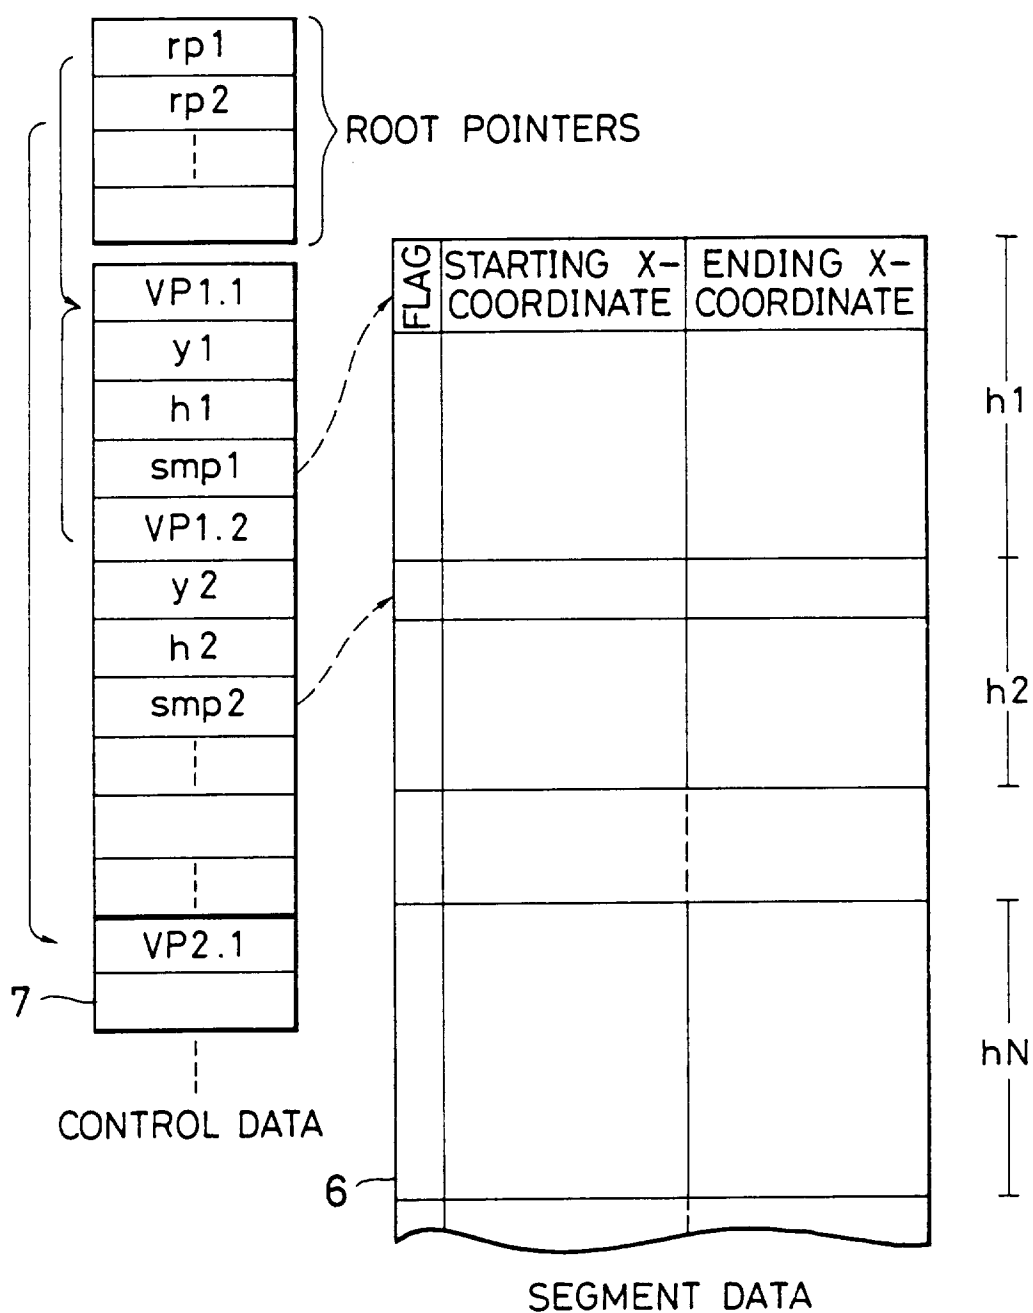 rp1
rp2
ROOT POINTERS
VP1.1
y1
h1
smp1
VP1.2
y2
h2
smp2
VP2.1
7
CONTROL DATA
FLAG
STARTING X-
COORDINATE
ENDING X-
COORDINATE
h1
h2
hN
6
SEGMENT DATA